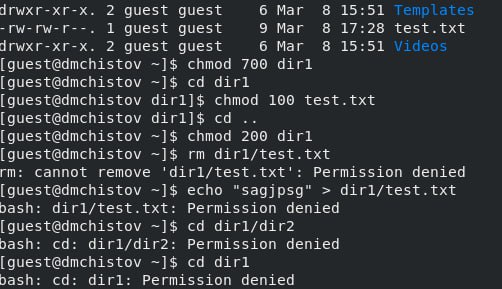 drwxr-xr-x. 2 guest guest    6 Mar  8 15:51 Templates
-rw-rw-r--. 1 guest guest    9 Mar  8 17:28 test.txt
drwxr-xr-x. 2 guest guest    6 Mar  8 15:51 Videos
[guest@dmchistov ~]$ chmod 700 dir1
[guest@dmchistov ~]$ cd dir1
[guest@dmchistov dir1]$ chmod 100 test.txt
[guest@dmchistov dir1]$ cd ..
[guest@dmchistov ~]$ chmod 200 dir1
[guest@dmchistov ~]$ rm dir1/test.txt
rm: cannot remove 'dir1/test.txt': Permission denied
[guest@dmchistov ~]$ echo "sagjpsg" > dir1/test.txt
bash: dir1/test.txt: Permission denied
[guest@dmchistov ~]$ cd dir1/dir2
bash: cd: dir1/dir2: Permission denied
[guest@dmchistov ~]$ cd dir1
bash: cd: dir1: Permission denied